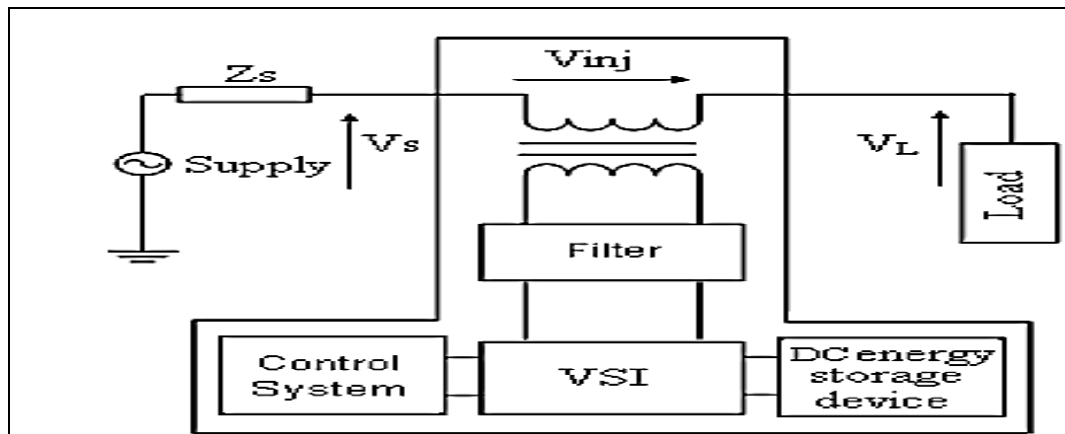 Vinj
Zs
Vs
Supply
VL
Load
Filter
Control
System
VSI
DC energy
storage
device